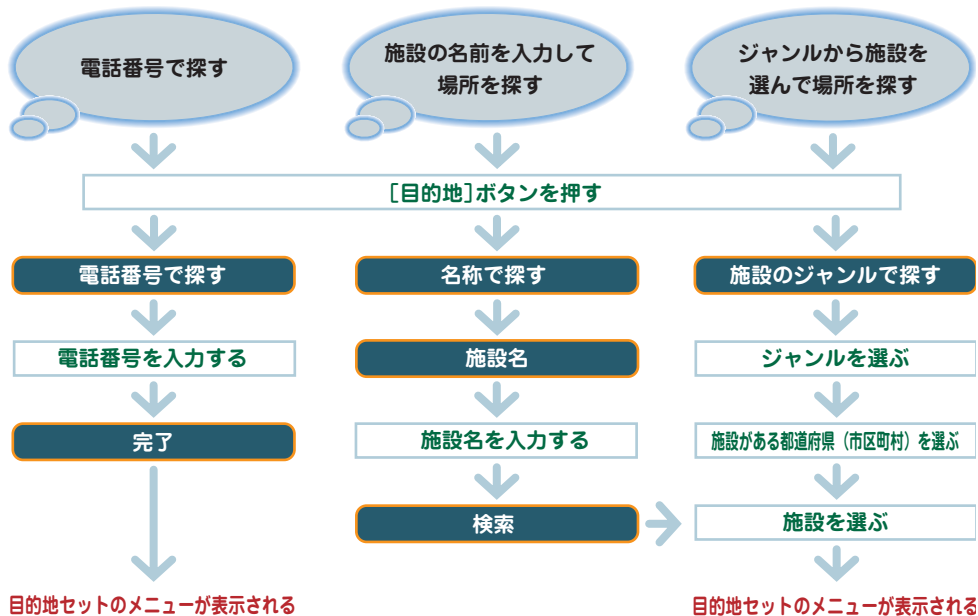 電話番号で探す
施設の名前を入力して
場所を探す
ジャンルから施設を
選んで場所を探す
[目的地]ボタンを押す
電話番号で探す
名称で探す
施設のジャンルで探す
電話番号を入力する
施設名
ジャンルを選ぶ
完了
施設名を入力する
施設がある都道府県（市区町村）を選ぶ
検索
施設を選ぶ
目的地セットのメニューが表示される
目的地セットのメニューが表示される